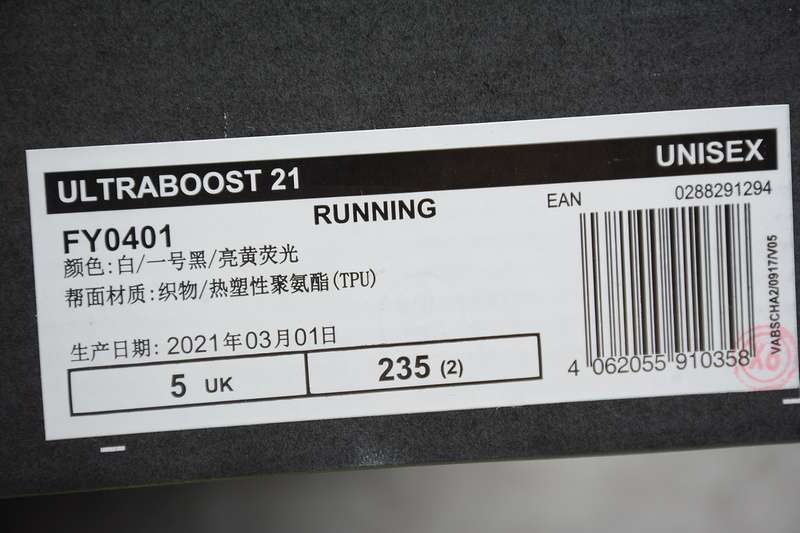 ULTRABOOST 21
UNISEX
RUNNING
EAN
0288291294
FY0401
颜色:白/一号黑/亮黄荧光
帮面材质:织物/热塑性聚氨酯(TPU)
生产日期: 2021年03月01日
5 UK
235 (2)
4 062055 910358
VABSCHA2/0917/V05
XO